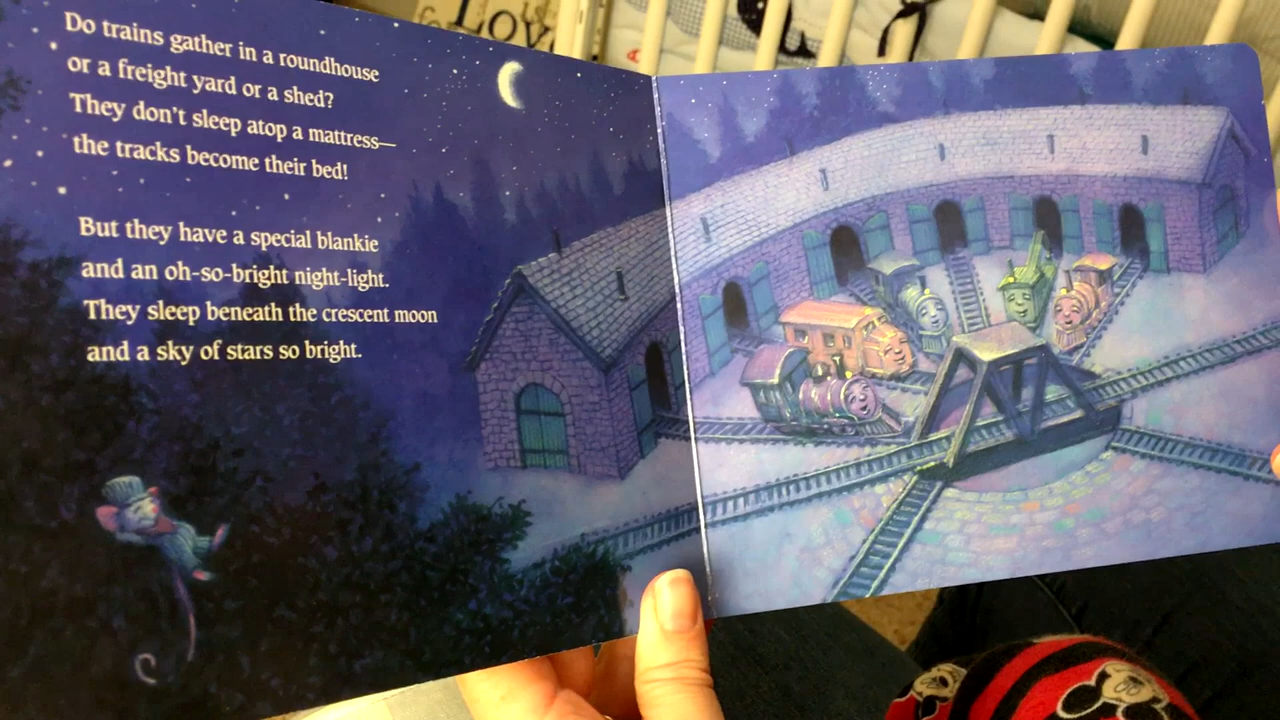 Love
Do trains gather in a roundhouse
or a freight yard or a shed?
They don't sleep atop a mattress—
the tracks become their bed!
But they have a special blankie
and an oh-so-bright night-light.
They sleep beneath the crescent moon
and a sky of stars so bright.